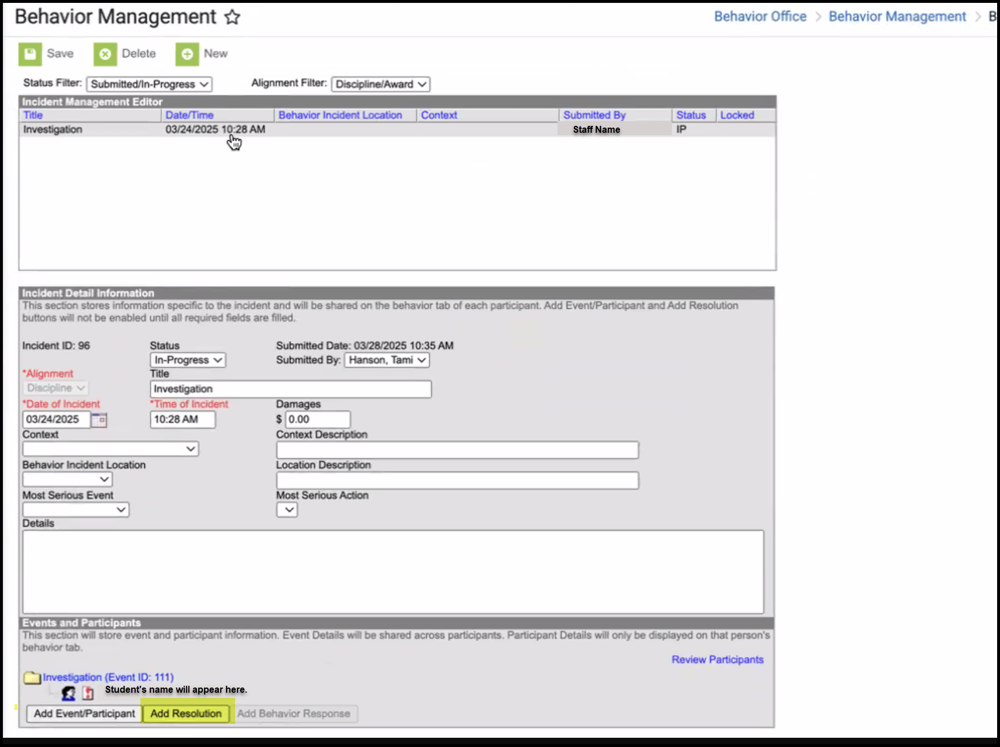 Behavior Management
Behavior Office > Behavior Management > B
Save Delete New
Status Filter: Submitted/In-Progress Alignment Filter: Discipline/Award
Incident Management Editor
Title Date/Time Behavior Incident Location Context Submitted By Status Locked
Investigation 03/24/2025 10:28 AM Staff Name IP
Incident Detail Information
This section stores information specific to the incident and will be shared on the behavior tab of each participant. Add Event/Participant and Add Resolution
buttons will not be enabled until all required fields are filled.
Incident ID: 96 Status Submitted Date: 03/28/2025 10:35 AM
In-Progress Submitted By: Hanson, Tami
*Alignment Title
Discipline Investigation
*Date of Incident *Time of Incident Damages
03/24/2025 10:28 AM $ 0.00
Context Context Description
Behavior Incident Location Location Description
Most Serious Event Most Serious Action
Details
Events and Participants
This section will store event and participant information. Event Details will be shared across participants. Participant Details will only be displayed on that person's
behavior tab.
Review Participants
Investigation (Event ID: 111)
Student's name will appear here.
Add Event/Participant Add Resolution Add Behavior Response